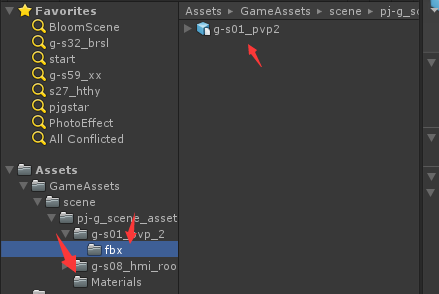 Favorites
BloomScene
g-s32_brsl
start
g-s59_xx
s27_hthy
pjgstar
PhotoEffect
All Conflicted
Assets
GameAssets
scene
pj-g_scene_asset
g-s01_pvp_2
fbx
g-s08_hmi_roo
Materials
Assets ▸ GameAssets ▸ scene ▸ pj-g_s
g-s01_pvp2